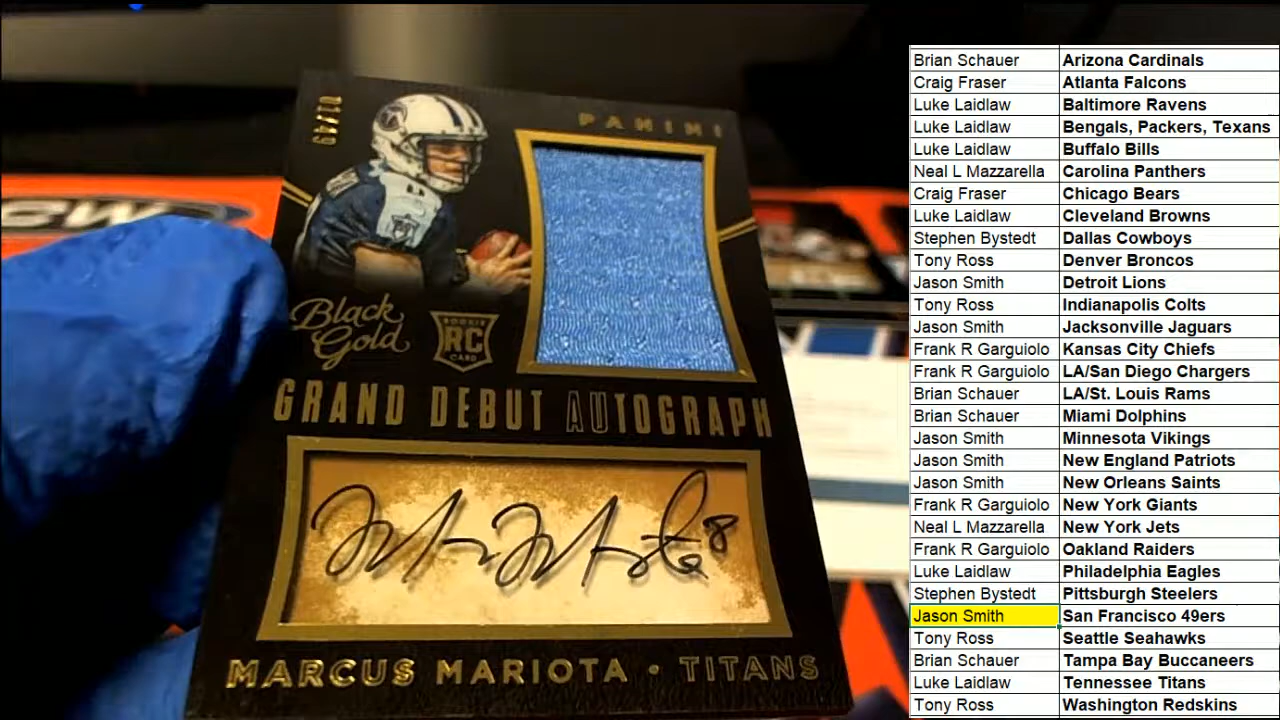 01/49
PANINI
Black
Gold
ROOKIE
RC
CARD
GRAND DEBUT AUTOGRAPH
8
MARCUS MARIOTA • TITANS
Brian Schauer Arizona Cardinals
Craig Fraser Atlanta Falcons
Luke Laidlaw Baltimore Ravens
Luke Laidlaw Bengals, Packers, Texans
Luke Laidlaw Buffalo Bills
Neal L Mazzarella Carolina Panthers
Craig Fraser Chicago Bears
Luke Laidlaw Cleveland Browns
Stephen Bystedt Dallas Cowboys
Tony Ross Denver Broncos
Jason Smith Detroit Lions
Tony Ross Indianapolis Colts
Jason Smith Jacksonville Jaguars
Frank R Garguiolo Kansas City Chiefs
Frank R Garguiolo LA/San Diego Chargers
Brian Schauer LA/St. Louis Rams
Brian Schauer Miami Dolphins
Jason Smith Minnesota Vikings
Jason Smith New England Patriots
Jason Smith New Orleans Saints
Frank R Garguiolo New York Giants
Neal L Mazzarella New York Jets
Frank R Garguiolo Oakland Raiders
Luke Laidlaw Philadelphia Eagles
Stephen Bystedt Pittsburgh Steelers
Jason Smith San Francisco 49ers
Tony Ross Seattle Seahawks
Brian Schauer Tampa Bay Buccaneers
Luke Laidlaw Tennessee Titans
Tony Ross Washington Redskins